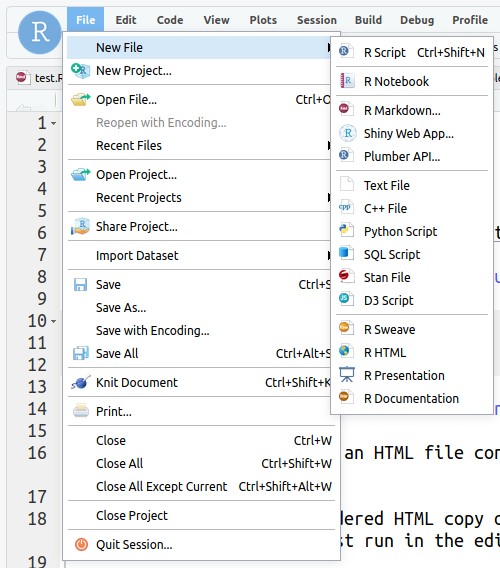 R
File Edit Code View Plots Session Build Debug Profile
New File
New Project...
test.R
Open File... Ctrl+O
Reopen with Encoding...
Recent Files
Open Project...
Recent Projects
Share Project...
Import Dataset
Save Ctrl+S
Save As...
Save with Encoding...
Save All Ctrl+Alt+S
Knit Document Ctrl+Shift+K
Print...
Close Ctrl+W
Close All Ctrl+Shift+W
Close All Except Current Ctrl+Shift+Alt+W
Close Project
Quit Session...
R Script Ctrl+Shift+N
R Notebook
R Markdown...
Shiny Web App...
Plumber API...
Text File
C++ File
Python Script
SQL Script
Stan File
D3 Script
R Sweave
R HTML
R Presentation
R Documentation
1
2
3
4
5
6
7
8
9
10
11
12
13
14
15
16 an HTML file con
17
18 dered HTML copy o
st run in the edi
19